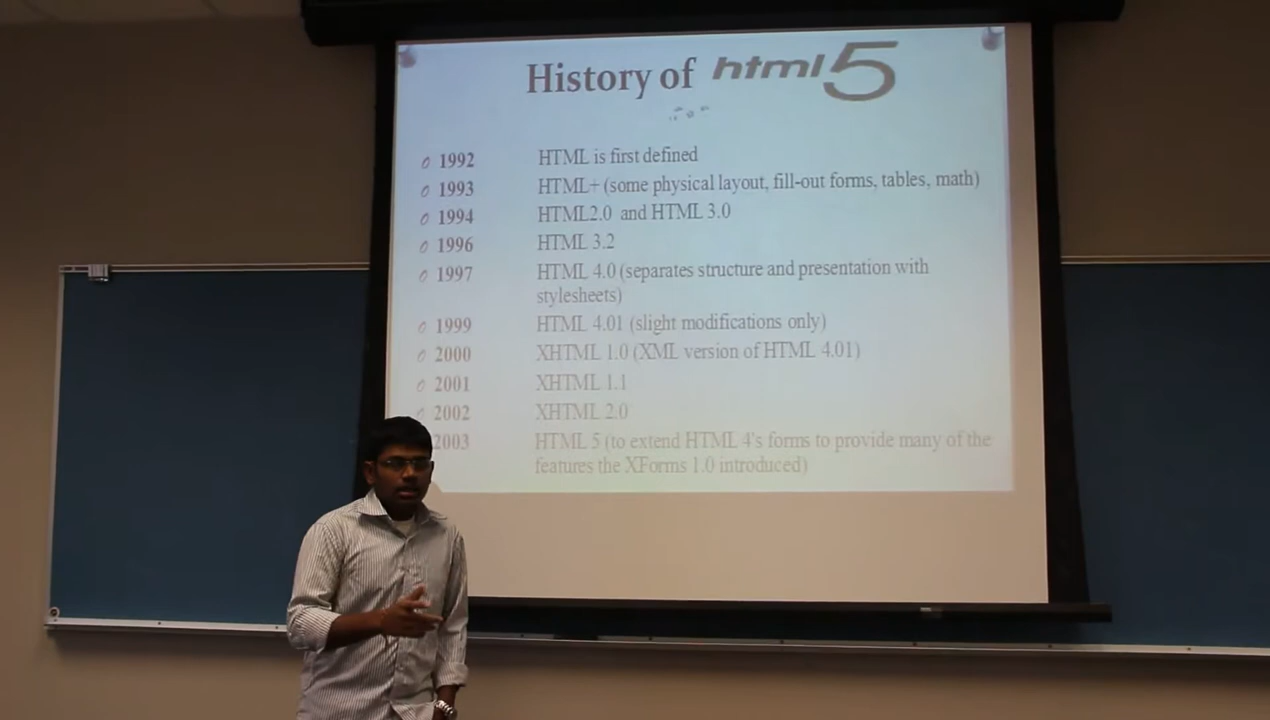 History of html5
1992 HTML is first defined
1993 HTML+ (some physical layout, fill-out forms, tables, math)
1994 HTML2.0 and HTML 3.0
1996 HTML 3.2
1997 HTML 4.0 (separates structure and presentation with
stylesheets)
1999 HTML 4.01 (slight modifications only)
2000 XHTML 1.0 (XML version of HTML 4.01)
2001 XHTML 1.1
2002 XHTML 2.0
2003 HTML 5 (to extend HTML 4's forms to provide many of the
features the XForms 1.0 introduced)